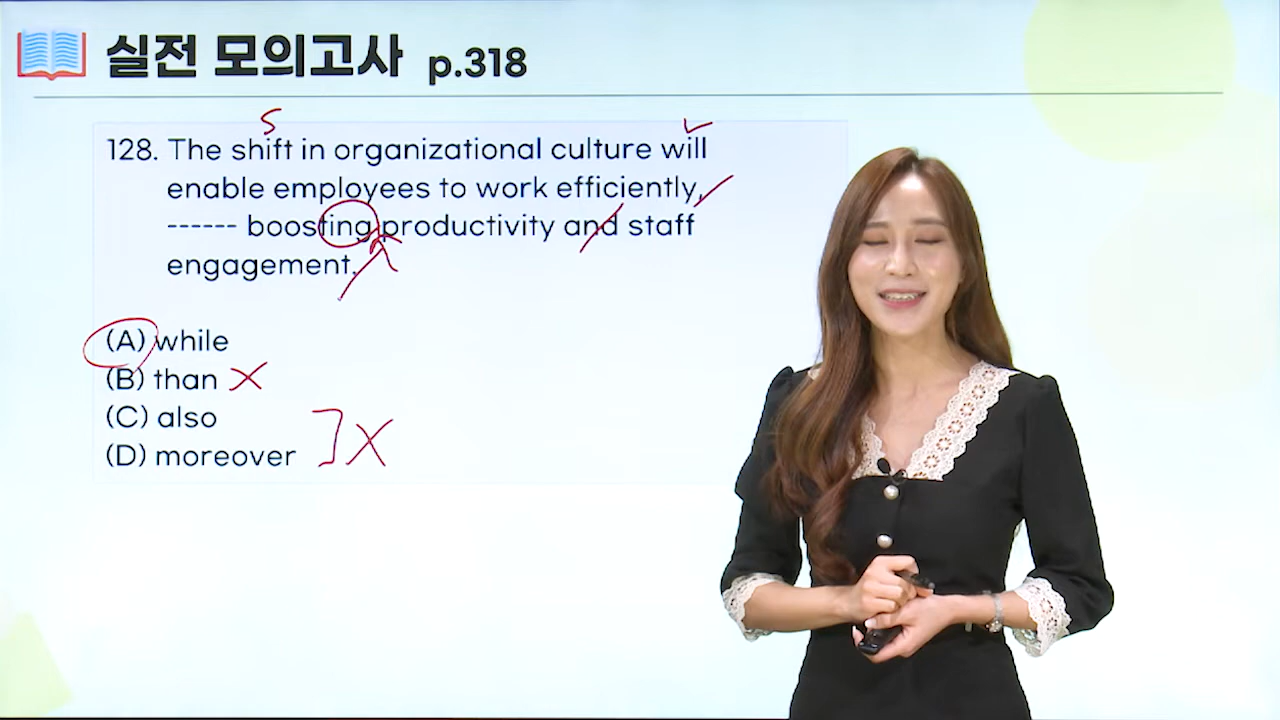 실전 모의고사 p.318
S
V
128. The shift in organizational culture will
enable employees to work efficiently,
------ boosting productivity and staff
engagement.
(A) while
(B) than X
(C) also
(D) moreover X